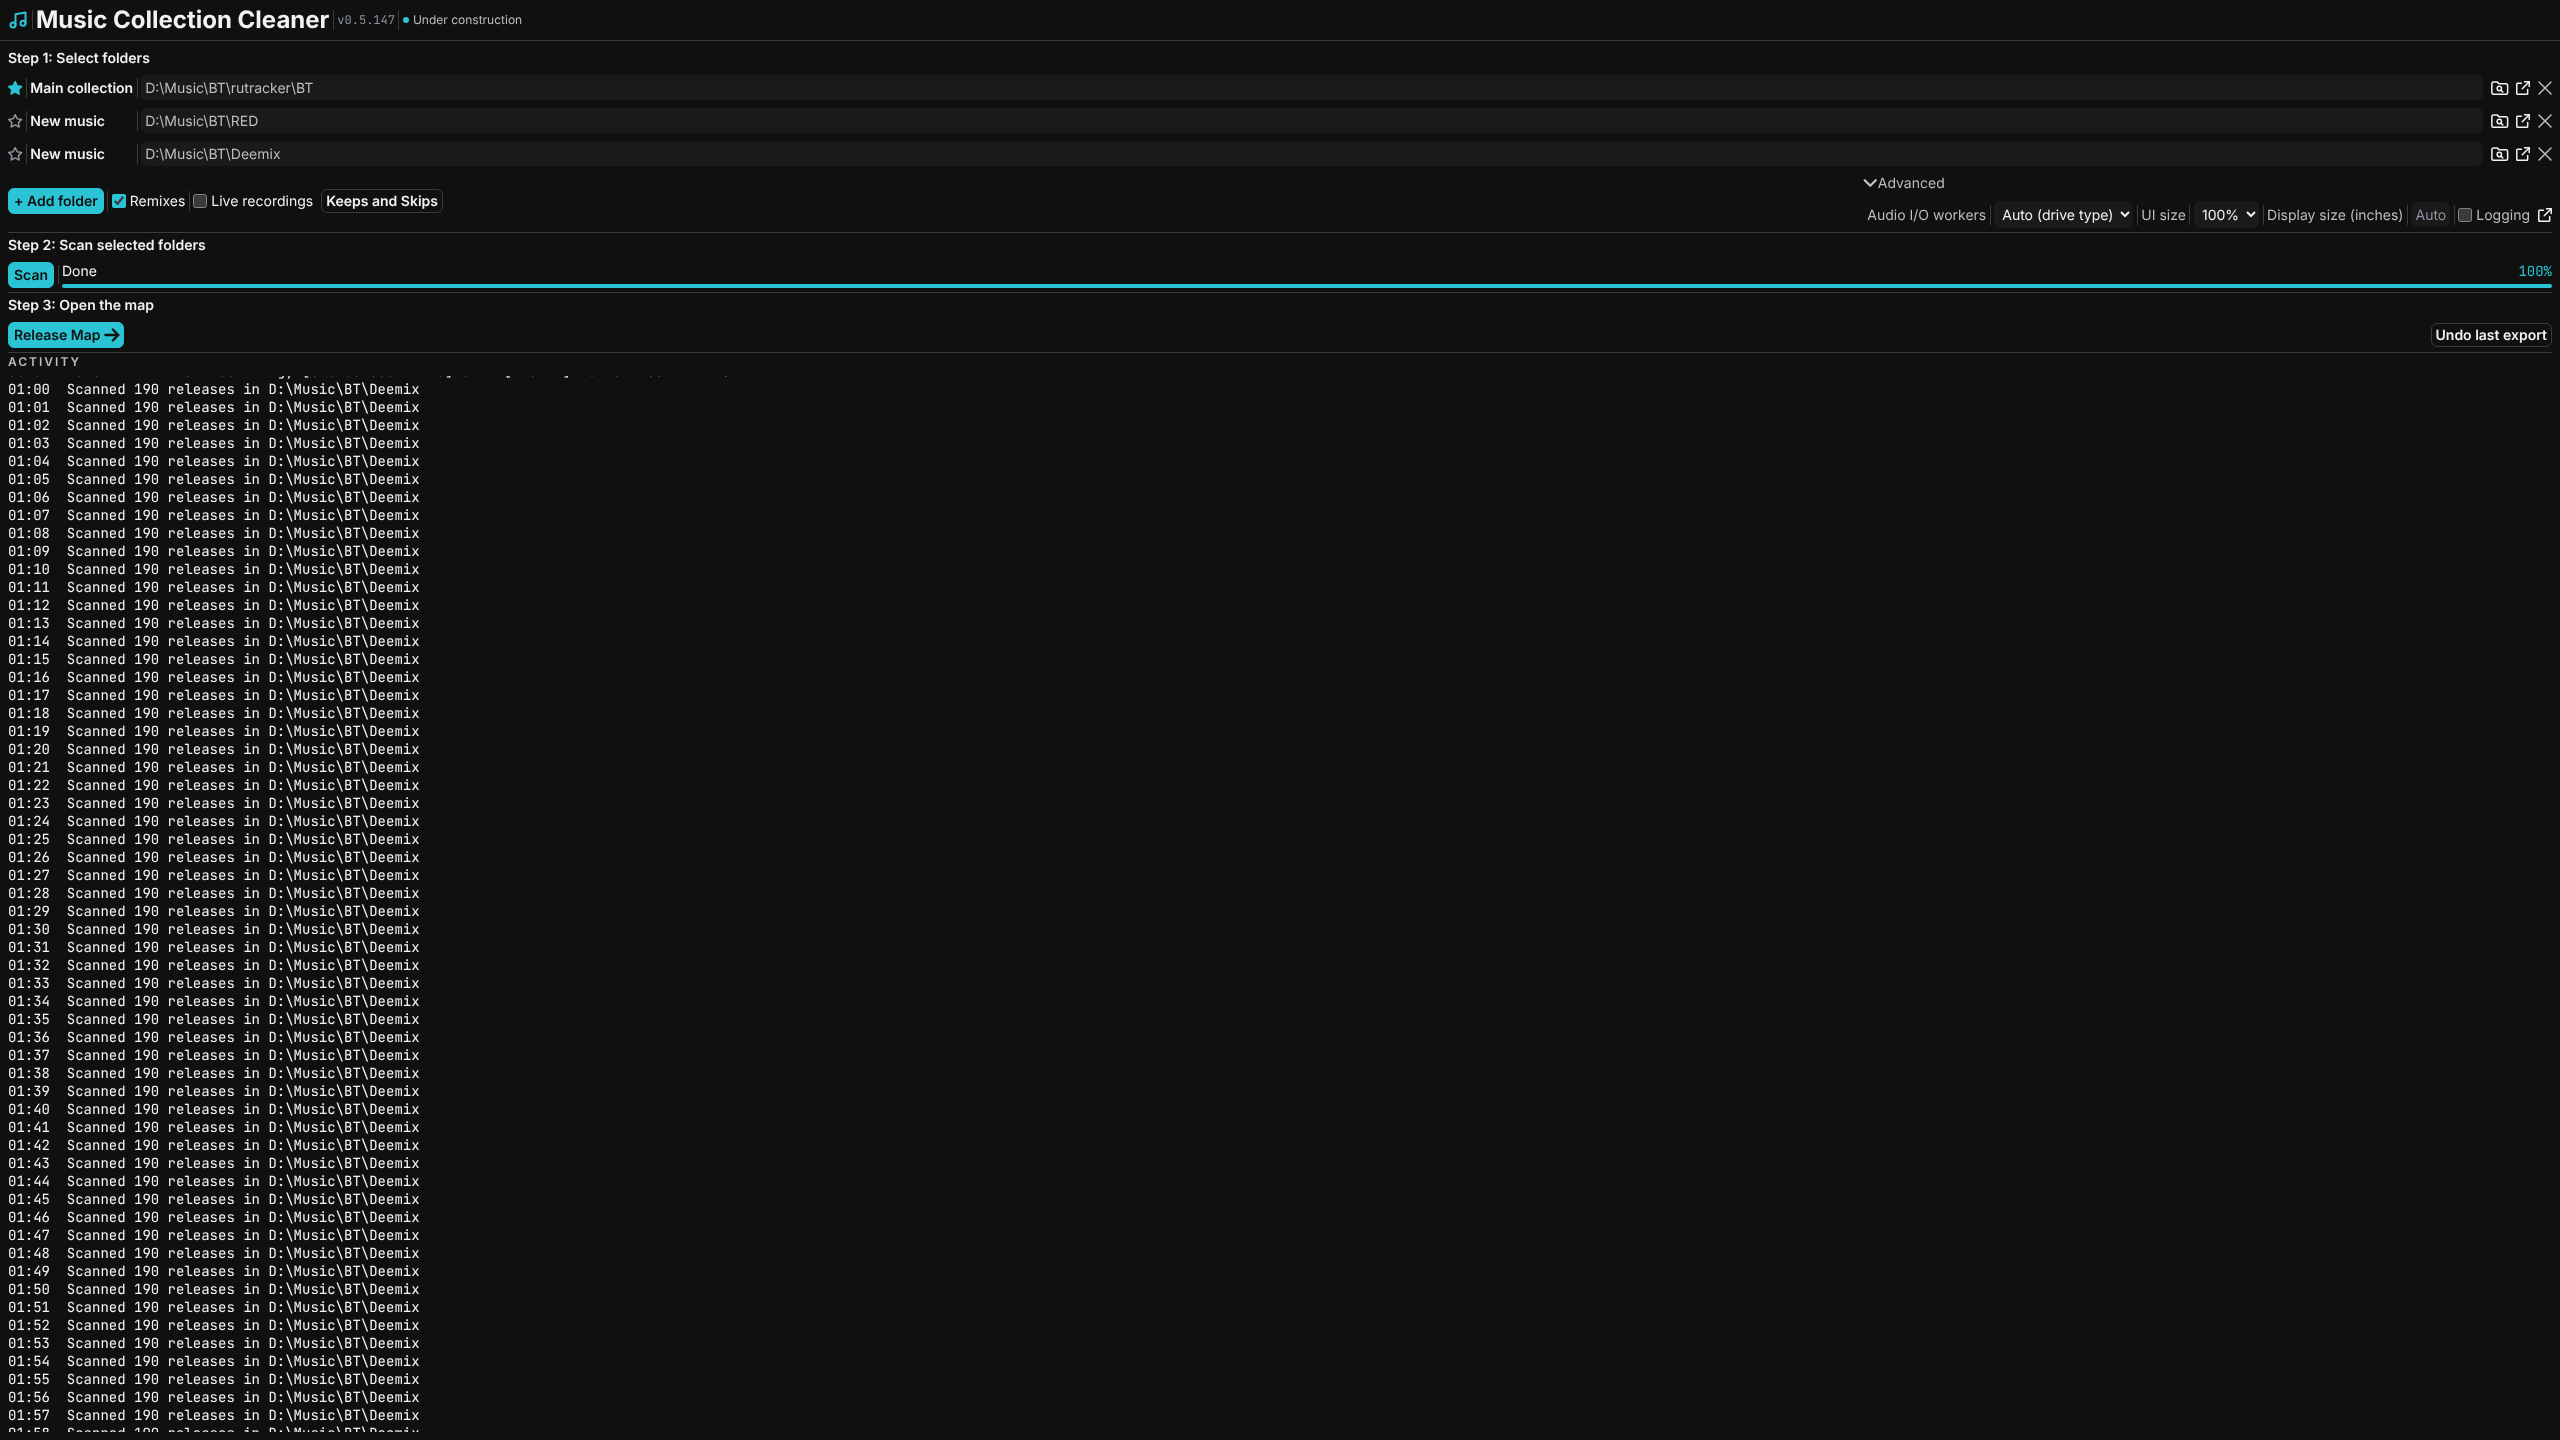 Music Collection Cleaner v0.5.147 Under construction
Step 1: Select folders
Main collection D:\Music\BT\rutracker\BT
New music D:\Music\BT\RED
New music D:\Music\BT\Deemix
Advanced
+ Add folder Remixes Live recordings Keeps and Skips
Audio I/O workers Auto (drive type) UI size 100% Display size (inches) Auto Logging
Step 2: Scan selected folders
Scan Done 100%
Step 3: Open the map
Release Map Undo last export
ACTIVITY
01:00 Scanned 190 releases in D:\Music\BT\Deemix
01:01 Scanned 190 releases in D:\Music\BT\Deemix
01:02 Scanned 190 releases in D:\Music\BT\Deemix
01:03 Scanned 190 releases in D:\Music\BT\Deemix
01:04 Scanned 190 releases in D:\Music\BT\Deemix
01:05 Scanned 190 releases in D:\Music\BT\Deemix
01:06 Scanned 190 releases in D:\Music\BT\Deemix
01:07 Scanned 190 releases in D:\Music\BT\Deemix
01:08 Scanned 190 releases in D:\Music\BT\Deemix
01:09 Scanned 190 releases in D:\Music\BT\Deemix
01:10 Scanned 190 releases in D:\Music\BT\Deemix
01:11 Scanned 190 releases in D:\Music\BT\Deemix
01:12 Scanned 190 releases in D:\Music\BT\Deemix
01:13 Scanned 190 releases in D:\Music\BT\Deemix
01:14 Scanned 190 releases in D:\Music\BT\Deemix
01:15 Scanned 190 releases in D:\Music\BT\Deemix
01:16 Scanned 190 releases in D:\Music\BT\Deemix
01:17 Scanned 190 releases in D:\Music\BT\Deemix
01:18 Scanned 190 releases in D:\Music\BT\Deemix
01:19 Scanned 190 releases in D:\Music\BT\Deemix
01:20 Scanned 190 releases in D:\Music\BT\Deemix
01:21 Scanned 190 releases in D:\Music\BT\Deemix
01:22 Scanned 190 releases in D:\Music\BT\Deemix
01:23 Scanned 190 releases in D:\Music\BT\Deemix
01:24 Scanned 190 releases in D:\Music\BT\Deemix
01:25 Scanned 190 releases in D:\Music\BT\Deemix
01:26 Scanned 190 releases in D:\Music\BT\Deemix
01:27 Scanned 190 releases in D:\Music\BT\Deemix
01:28 Scanned 190 releases in D:\Music\BT\Deemix
01:29 Scanned 190 releases in D:\Music\BT\Deemix
01:30 Scanned 190 releases in D:\Music\BT\Deemix
01:31 Scanned 190 releases in D:\Music\BT\Deemix
01:32 Scanned 190 releases in D:\Music\BT\Deemix
01:33 Scanned 190 releases in D:\Music\BT\Deemix
01:34 Scanned 190 releases in D:\Music\BT\Deemix
01:35 Scanned 190 releases in D:\Music\BT\Deemix
01:36 Scanned 190 releases in D:\Music\BT\Deemix
01:37 Scanned 190 releases in D:\Music\BT\Deemix
01:38 Scanned 190 releases in D:\Music\BT\Deemix
01:39 Scanned 190 releases in D:\Music\BT\Deemix
01:40 Scanned 190 releases in D:\Music\BT\Deemix
01:41 Scanned 190 releases in D:\Music\BT\Deemix
01:42 Scanned 190 releases in D:\Music\BT\Deemix
01:43 Scanned 190 releases in D:\Music\BT\Deemix
01:44 Scanned 190 releases in D:\Music\BT\Deemix
01:45 Scanned 190 releases in D:\Music\BT\Deemix
01:46 Scanned 190 releases in D:\Music\BT\Deemix
01:47 Scanned 190 releases in D:\Music\BT\Deemix
01:48 Scanned 190 releases in D:\Music\BT\Deemix
01:49 Scanned 190 releases in D:\Music\BT\Deemix
01:50 Scanned 190 releases in D:\Music\BT\Deemix
01:51 Scanned 190 releases in D:\Music\BT\Deemix
01:52 Scanned 190 releases in D:\Music\BT\Deemix
01:53 Scanned 190 releases in D:\Music\BT\Deemix
01:54 Scanned 190 releases in D:\Music\BT\Deemix
01:55 Scanned 190 releases in D:\Music\BT\Deemix
01:56 Scanned 190 releases in D:\Music\BT\Deemix
01:57 Scanned 190 releases in D:\Music\BT\Deemix
01:58 Scanned 190 releases in D:\Music\BT\Deemix